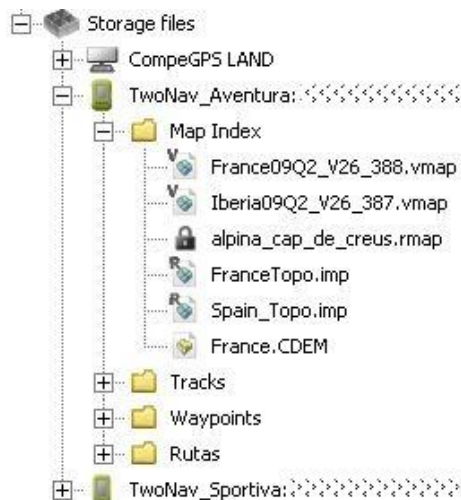 Storage files
CompeGPS LAND
TwoNav_Aventura:
Map Index
France09Q2_V26_388.vmap
Iberia09Q2_V26_387.vmap
alpina_cap_de_creus.rmap
FranceTopo.imp
Spain_Topo.imp
France.CDEM
Tracks
Waypoints
Rutas
TwoNav_Sportiva: